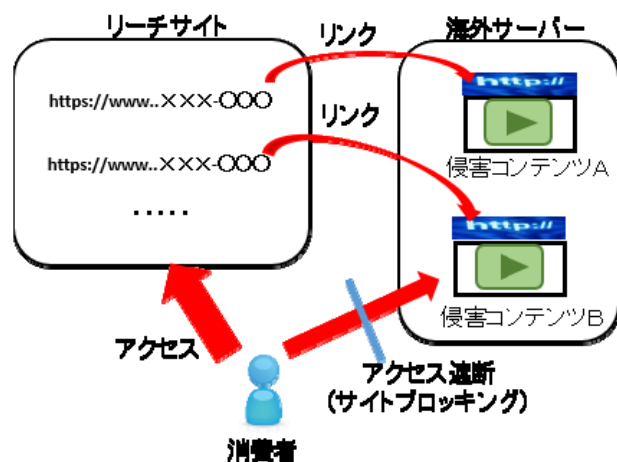 リーチサイト
リンク
海外サーバー
http://
https://www..×××-〇〇〇
リンク
侵害コンテンツA
https://www..×××-〇〇〇
http://
.....
侵害コンテンツB
アクセス
アクセス遮断
(サイトブロッキング)
消費者